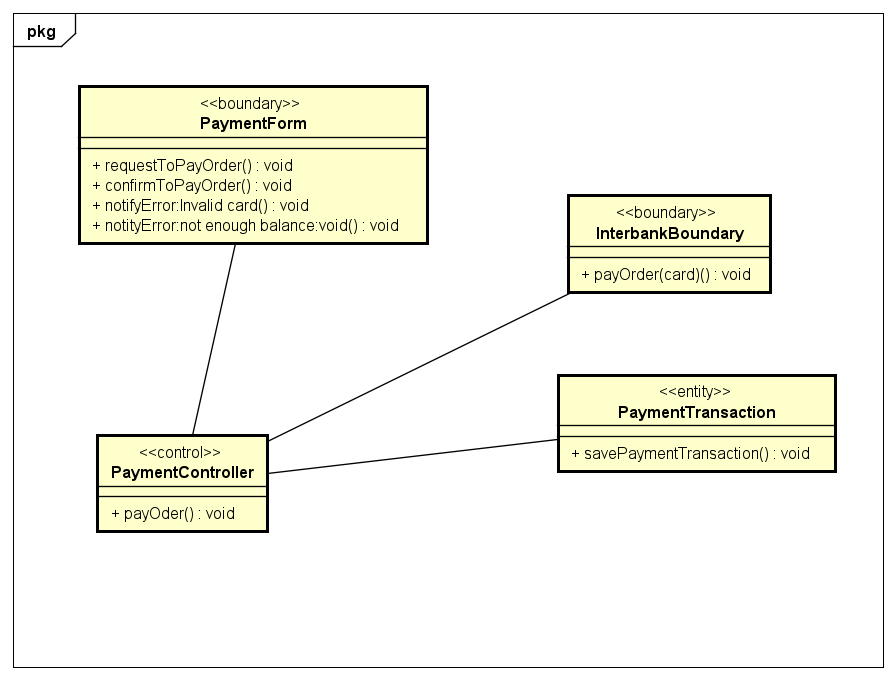 pkg
<<boundary>>
PaymentForm
+ requestToPayOrder() : void
+ confirmToPayOrder() : void
+ notifyError:Invalid card() : void
+ notityError:not enough balance:void() : void
<<boundary>>
InterbankBoundary
+ payOrder(card)() : void
<<entity>>
PaymentTransaction
+ savePaymentTransaction() : void
<<control>>
PaymentController
+ payOder() : void